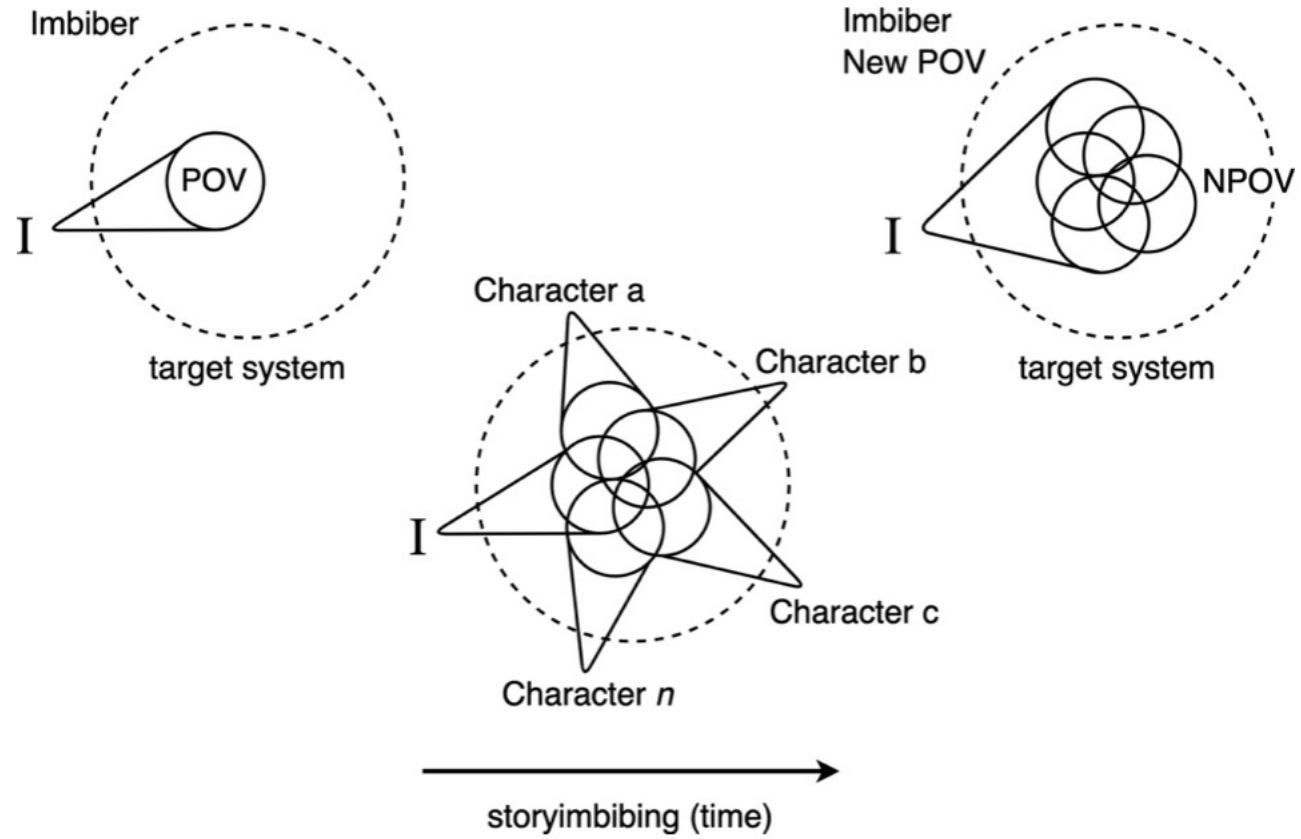 Imbiber
I
POV
target system
Imbiber
New POV
I
NPOV
target system
Character a
Character b
I
Character c
Character n
storyimbibing (time)